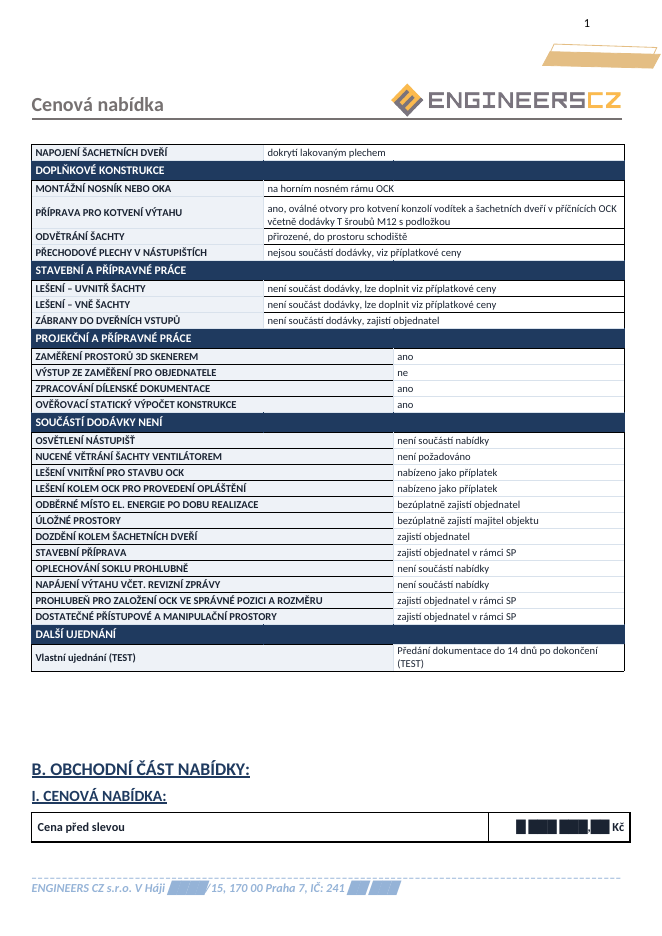 1
Cenová nabídka
ENGINEERSCZ
NAPOJENÍ ŠACHETNÍCH DVEŘÍ dokrytí lakovaným plechem
DOPLŇKOVÉ KONSTRUKCE
MONTÁŽNÍ NOSNÍK NEBO OKA na horním nosném rámu OCK
PŘÍPRAVA PRO KOTVENÍ VÝTAHU ano, oválné otvory pro kotvení konzolí vodítek a šachetních dveří v příčnících OCK
včetně dodávky T šroubů M12 s podložkou
ODVĚTRÁNÍ ŠACHTY přirozené, do prostoru schodiště
PŘECHODOVÉ PLECHY V NÁSTUPIŠTÍCH nejsou součástí dodávky, viz příplatkové ceny
STAVEBNÍ A PŘÍPRAVNÉ PRÁCE
LEŠENÍ – UVNITŘ ŠACHTY není součást dodávky, lze doplnit viz příplatkové ceny
LEŠENÍ – VNĚ ŠACHTY není součást dodávky, lze doplnit viz příplatkové ceny
ZÁBRANY DO DVEŘNÍCH VSTUPŮ není součástí dodávky, zajistí objednatel
PROJEKČNÍ A PŘÍPRAVNÉ PRÁCE
ZAMĚŘENÍ PROSTORŮ 3D SKENEREM ano
VÝSTUP ZE ZAMĚŘENÍ PRO OBJEDNATELE ne
ZPRACOVÁNÍ DÍLENSKÉ DOKUMENTACE ano
OVĚŘOVACÍ STATICKÝ VÝPOČET KONSTRUKCE ano
SOUČÁSTÍ DODÁVKY NENÍ
OSVĚTLENÍ NÁSTUPIŠŤ není součástí nabídky
NUCENÉ VĚTRÁNÍ ŠACHTY VENTILÁTOREM není požadováno
LEŠENÍ VNITŘNÍ PRO STAVBU OCK nabízeno jako příplatek
LEŠENÍ KOLEM OCK PRO PROVEDENÍ OPLÁŠTĚNÍ nabízeno jako příplatek
ODBĚRNÉ MÍSTO EL. ENERGIE PO DOBU REALIZACE bezúplatně zajistí objednatel
ÚLOŽNÉ PROSTORY bezúplatně zajistí majitel objektu
DOZDĚNÍ KOLEM ŠACHETNÍCH DVEŘÍ zajistí objednatel
STAVEBNÍ PŘÍPRAVA zajistí objednatel v rámci SP
OPLECHOVÁNÍ SOKLU PROHLUBNĚ není součástí nabídky
NAPÁJENÍ VÝTAHU VČET. REVIZNÍ ZPRÁVY není součástí nabídky
PROHLUBEŇ PRO ZALOŽENÍ OCK VE SPRÁVNÉ POZICI A ROZMĚRU zajistí objednatel v rámci SP
DOSTATEČNÉ PŘÍSTUPOVÉ A MANIPULAČNÍ PROSTORY zajistí objednatel v rámci SP
DALŠÍ UJEDNÁNÍ
Vlastní ujednání (TEST) Předání dokumentace do 14 dnů po dokončení
(TEST)
B. OBCHODNÍ ČÁST NABÍDKY:
I. CENOVÁ NABÍDKA:
Cena před slevou Kč
ENGINEERS CZ s.r.o. V Háji /15, 170 00 Praha 7, IČ: 241